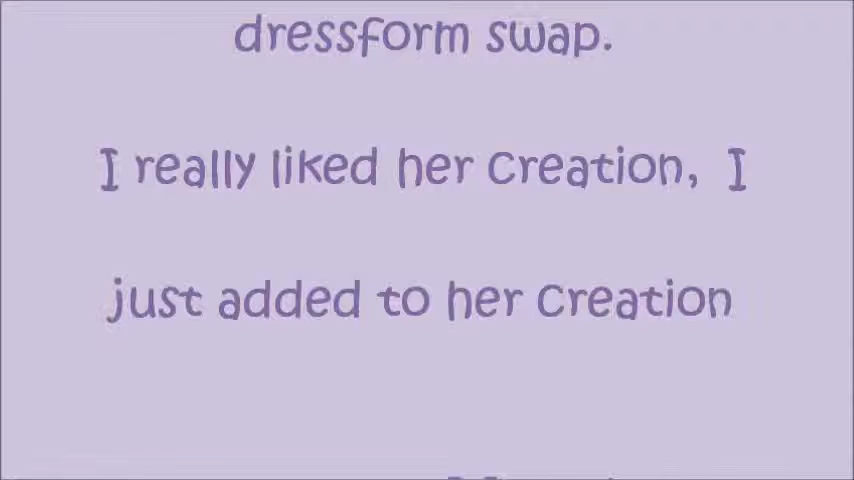 dressform swap.
I really liked her creation, I
just added to her creation